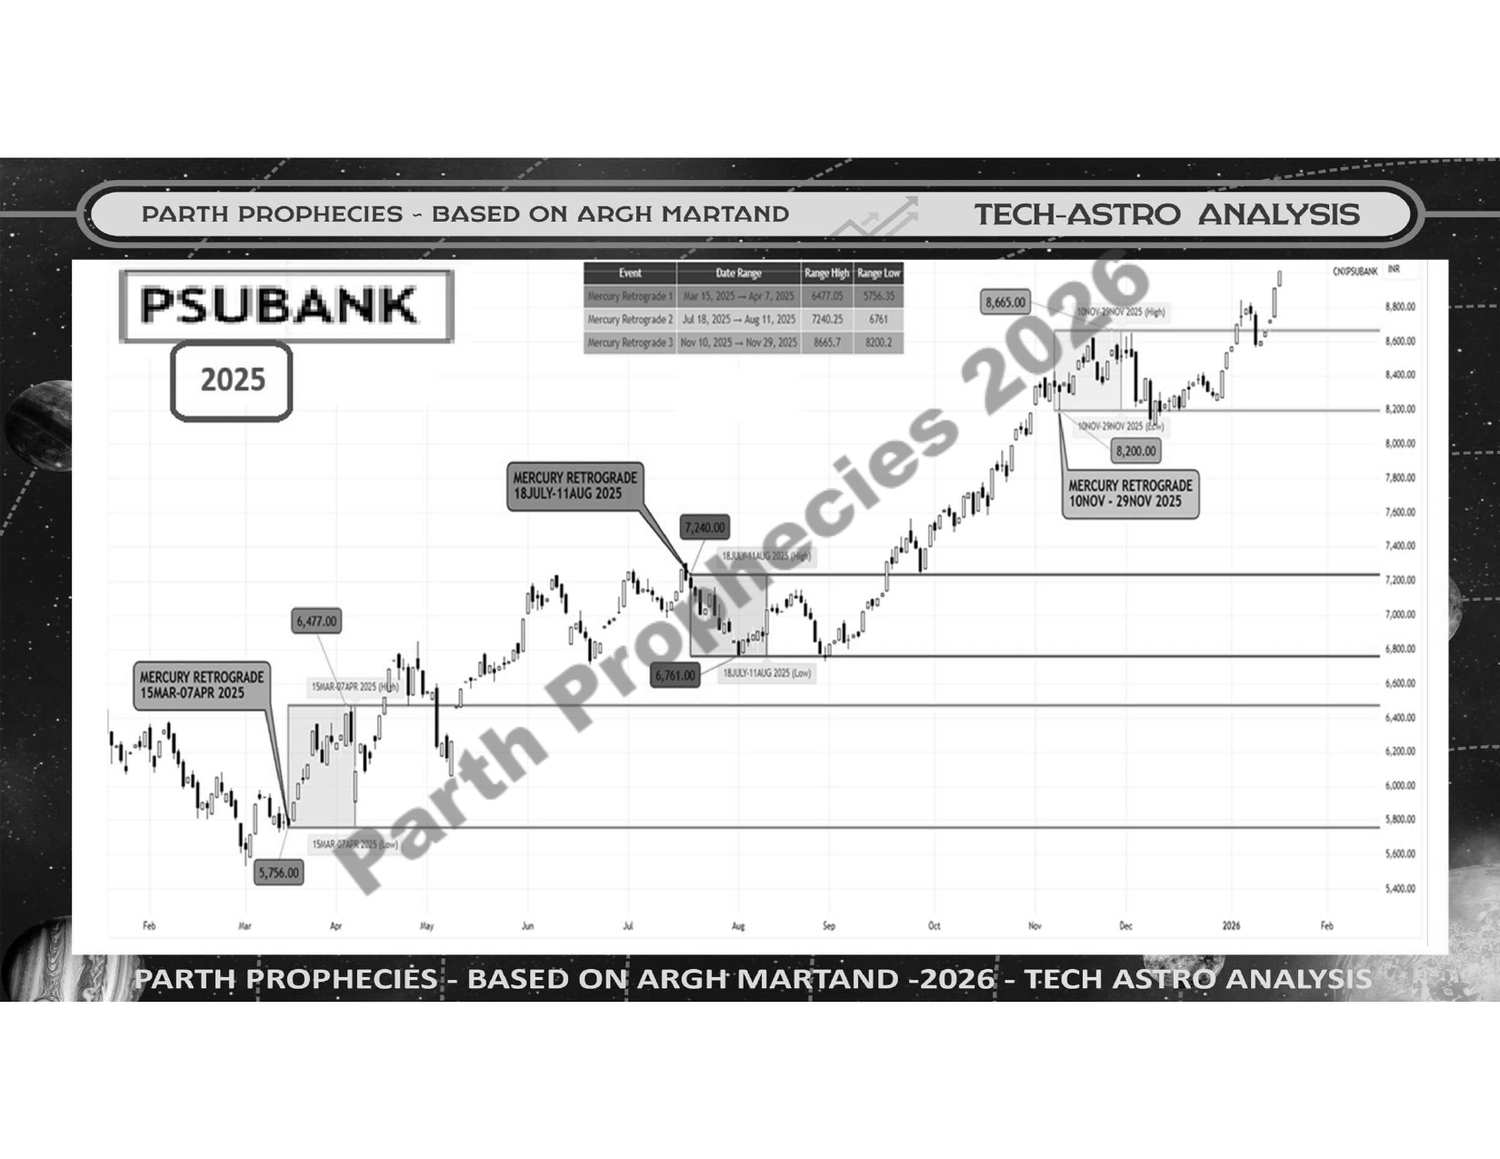 PARTH PROPHECIES ~ BASED ON ARGH MARTAND
TECH-ASTRO ANALYSIS
PSUBANK
2025
Event Date Range Range High Range Low
Mercury Retrograde 1 Mar 15, 2025 → Apr 7, 2025 6477.05 5756.35
Mercury Retrograde 2 Jul 18, 2025 → Aug 11, 2025 7240.25 6761
Mercury Retrograde 3 Nov 10, 2025 → Nov 29, 2025 8665.7 8200.2
CNXPSUBANK INR
8,665.00
10NOV-29NOV 2025 (High)
10NOV-29NOV 2025 (Low)
8,200.00
MERCURY RETROGRADE
10NOV - 29NOV 2025
MERCURY RETROGRADE
18JULY-11AUG 2025
7,240.00
18JULY-11AUG 2025 (High)
6,761.00
18JULY-11AUG 2025 (Low)
6,477.00
MERCURY RETROGRADE
15MAR-07APR 2025
15MAR-07APR 2025 (High)
15MAR-07APR 2025 (Low)
5,756.00
8,800.00
8,600.00
8,400.00
8,200.00
8,000.00
7,800.00
7,600.00
7,400.00
7,200.00
7,000.00
6,800.00
6,600.00
6,400.00
6,200.00
6,000.00
5,800.00
5,600.00
5,400.00
Feb Mar Apr May Jun Jul Aug Sep Oct Nov Dec 2026 Feb
Parth Prophecies 2026
PARTH PROPHECIES - BASED ON ARGH MARTAND -2026 - TECH ASTRO ANALYSIS